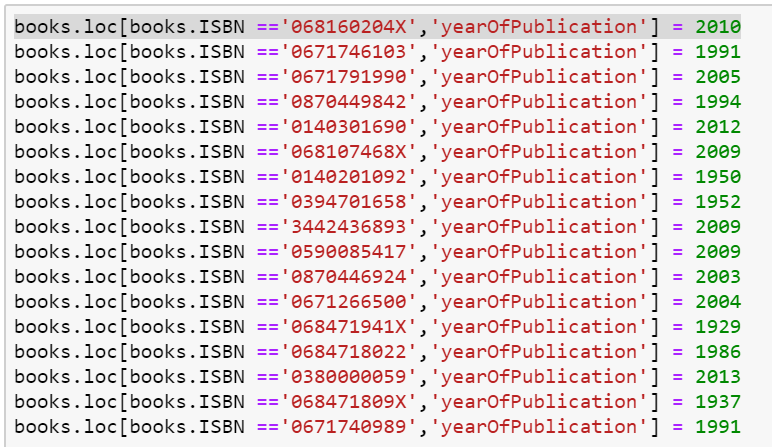 books.loc[books.ISBN =='068160204X','yearOfPublication'] = 2010
books.loc[books.ISBN =='0671746103','yearOfPublication'] = 1991
books.loc[books.ISBN =='0671791990','yearOfPublication'] = 2005
books.loc[books.ISBN =='0870449842','yearOfPublication'] = 1994
books.loc[books.ISBN =='0140301690','yearOfPublication'] = 2012
books.loc[books.ISBN =='068107468X','yearOfPublication'] = 2009
books.loc[books.ISBN =='0140201092','yearOfPublication'] = 1950
books.loc[books.ISBN =='0394701658','yearOfPublication'] = 1952
books.loc[books.ISBN =='3442436893','yearOfPublication'] = 2009
books.loc[books.ISBN =='0590085417','yearOfPublication'] = 2009
books.loc[books.ISBN =='0870446924','yearOfPublication'] = 2003
books.loc[books.ISBN =='0671266500','yearOfPublication'] = 2004
books.loc[books.ISBN =='068471941X','yearOfPublication'] = 1929
books.loc[books.ISBN =='0684718022','yearOfPublication'] = 1986
books.loc[books.ISBN =='0380000059','yearOfPublication'] = 2013
books.loc[books.ISBN =='068471809X','yearOfPublication'] = 1937
books.loc[books.ISBN =='0671740989','yearOfPublication'] = 1991